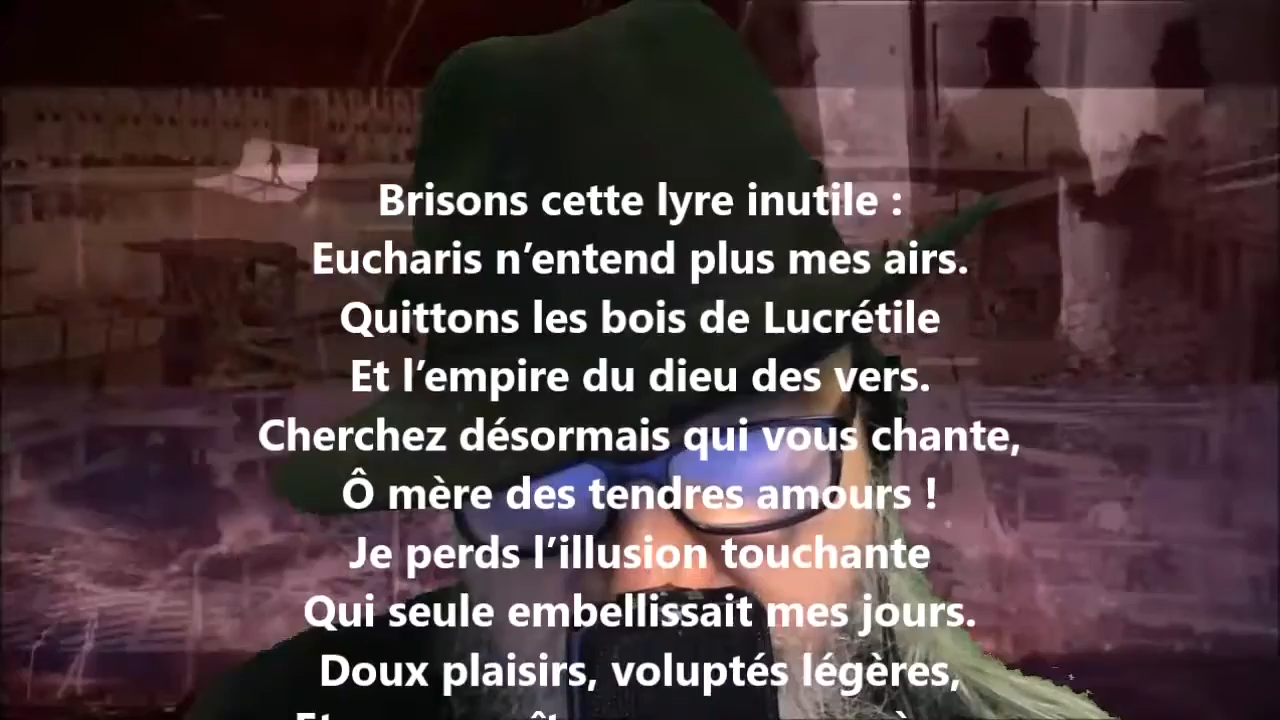 Brisons cette lyre inutile :
Eucharis n’entend plus mes airs.
Quittons les bois de Lucrétile
Et l’empire du dieu des vers.
Cherchez désormais qui vous chante,
Ô mère des tendres amours !
Je perds l’illusion touchante
Qui seule embellissait mes jours.
Doux plaisirs, voluptés légères,
Et